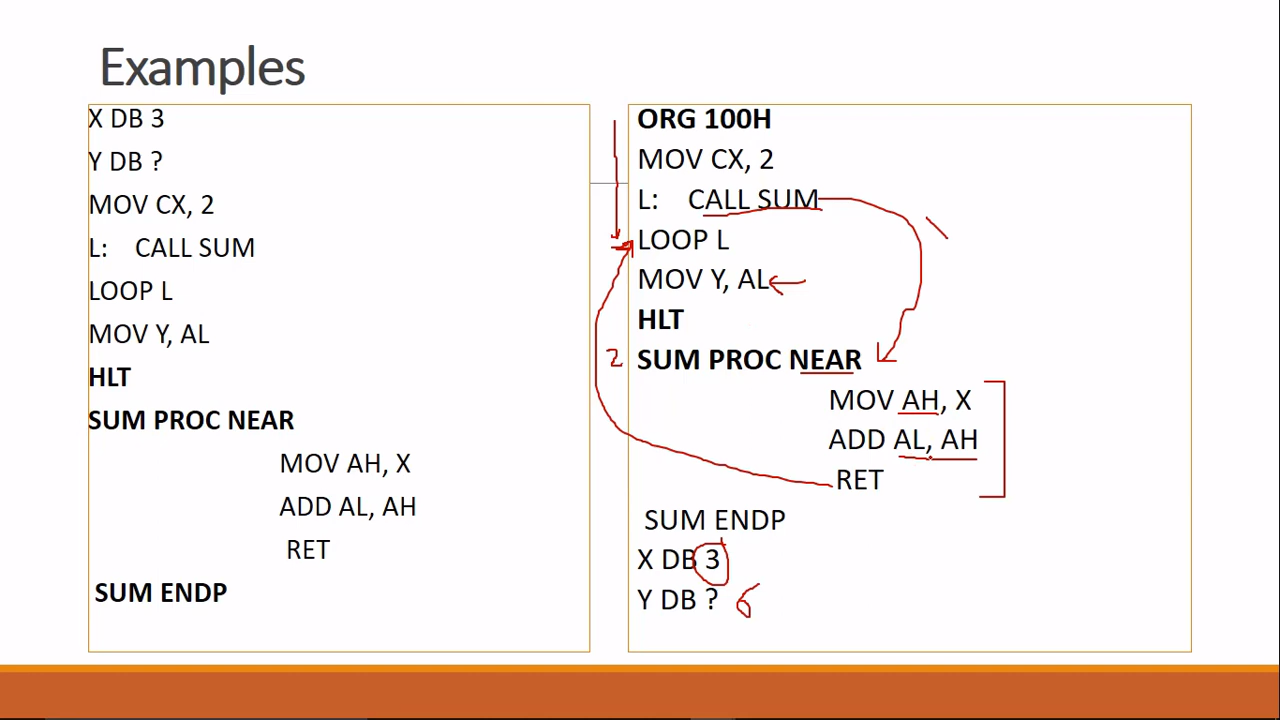 Examples
X DB 3
Y DB ?
MOV CX, 2
L: CALL SUM
LOOP L
MOV Y, AL
HLT
SUM PROC NEAR
MOV AH, X
ADD AL, AH
RET
SUM ENDP
ORG 100H
MOV CX, 2
L: CALL SUM
LOOP L
MOV Y, AL
HLT
2 SUM PROC NEAR
MOV AH, X
ADD AL, AH
RET
SUM ENDP
X DB 3
Y DB ? 6